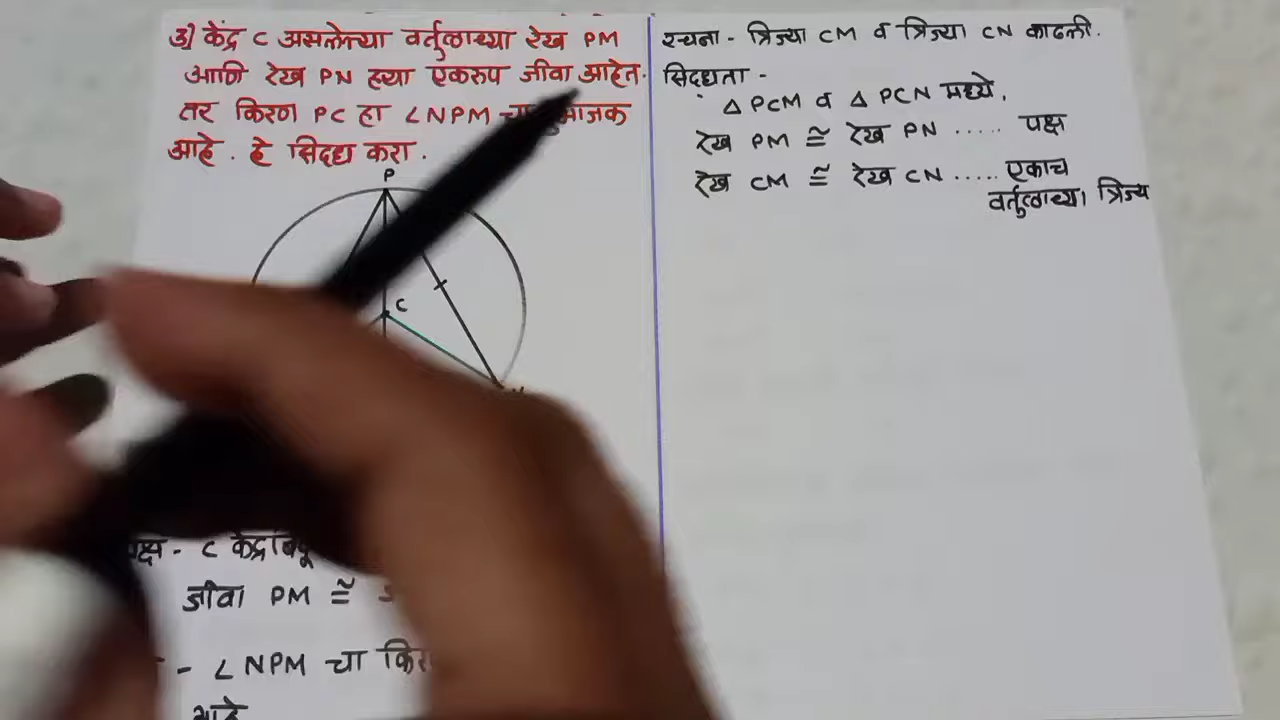 3) केंद्र C असलेल्या वर्तुळाच्या रेख PM
आणि रेख PN ह्या एकरुप जीवा आहेत.
तर किरण PC हा ∠NPM चा
आहे. हे सिद्ध करा.
P
C
- C
जीवा PM ≅
- ∠NPM चा
आहे
रचना - त्रिज्या CM व त्रिज्या CN काढली.
सिद्धता -
△ PCM व △ PCN मध्ये,
रेख PM ≅ रेख PN ..... पक्ष
रेख CM ≅ रेख CN ..... एकाच
वर्तुळाच्या त्रिज्य